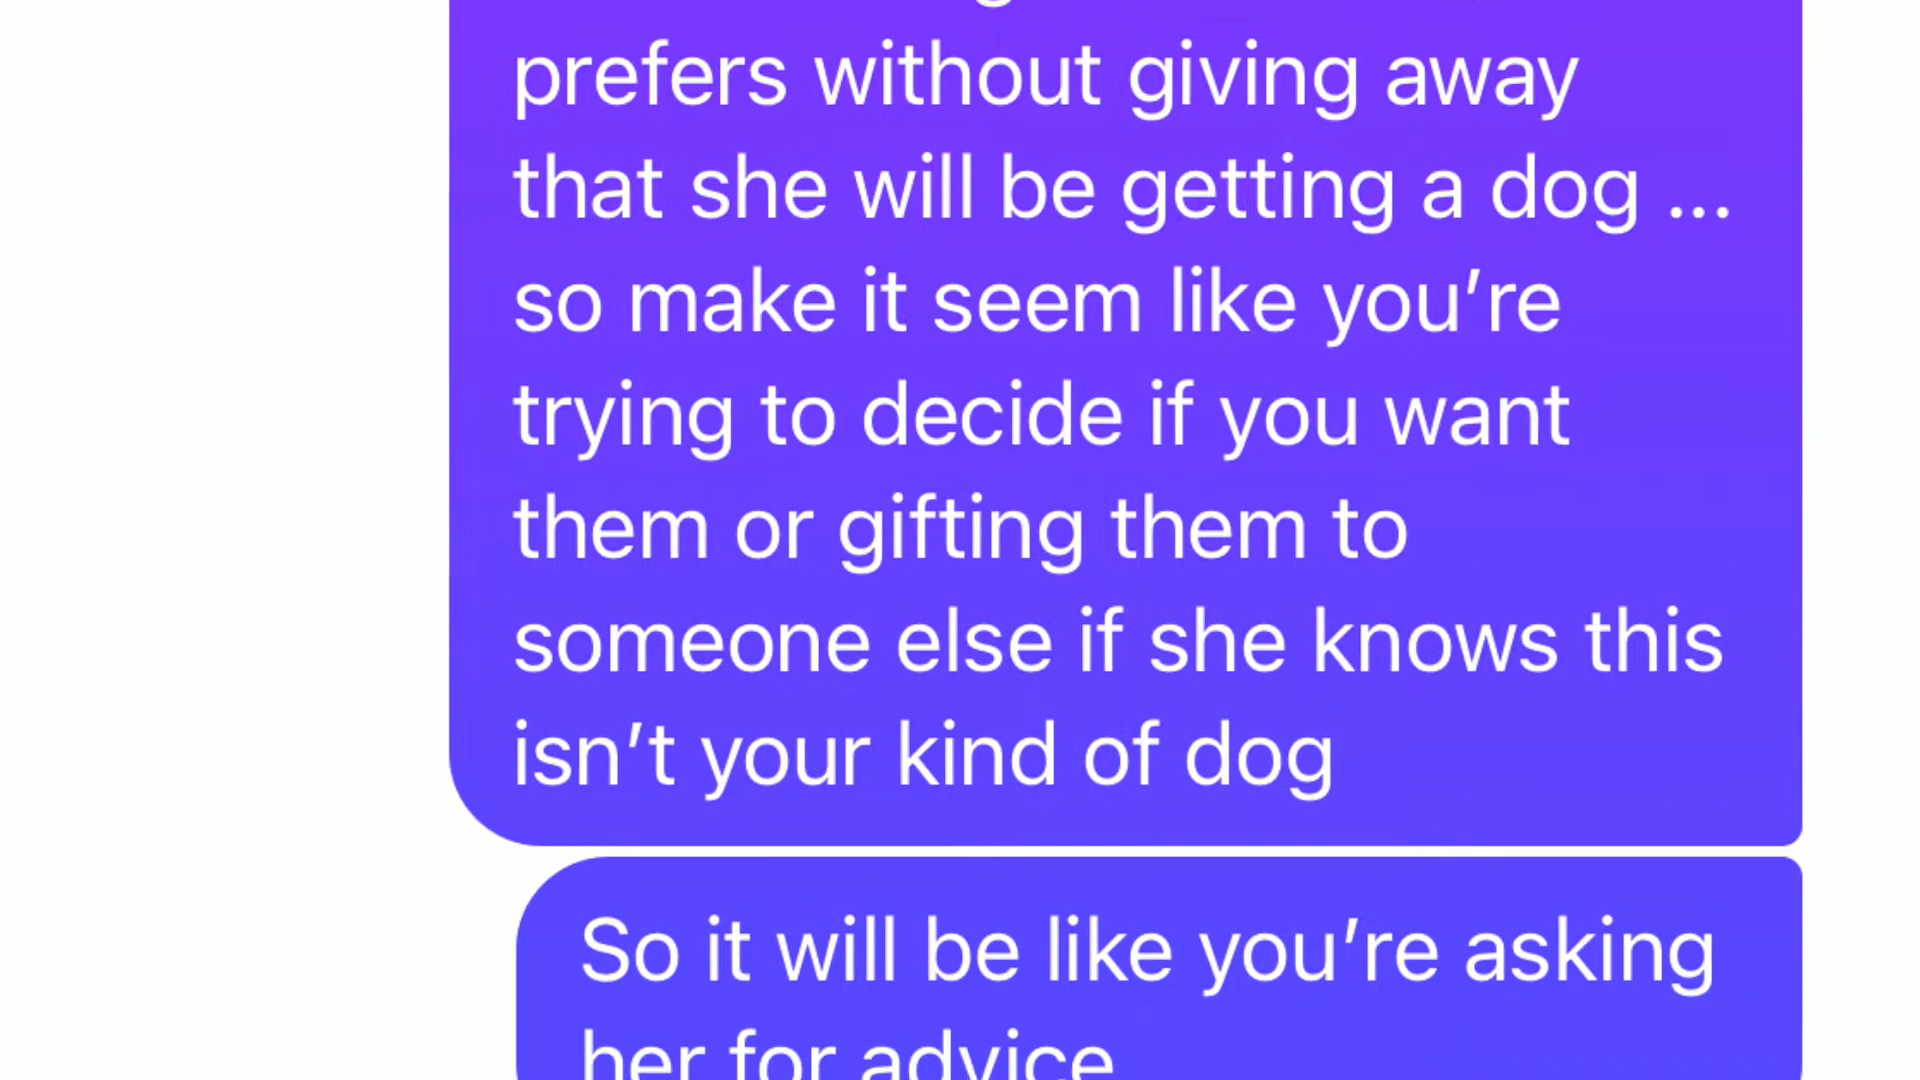 prefers without giving away
that she will be getting a dog ...
so make it seem like you’re
trying to decide if you want
them or gifting them to
someone else if she knows this
isn’t your kind of dog
So it will be like you’re asking
her for advice